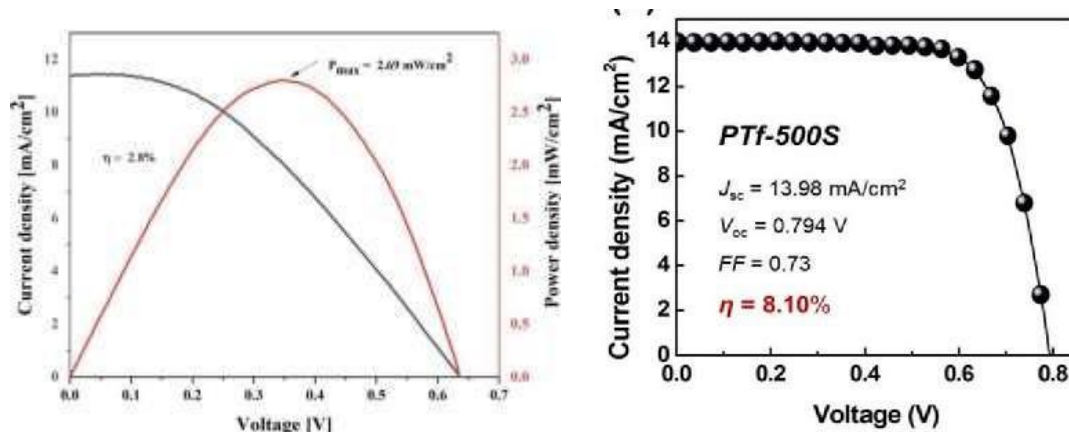 P_max = 2.69 mW/cm²
η = 2.8%
Current density [mA/cm²]
12
10
8
6
4
2
0
Power density [mW/cm²]
3.0
2.5
2.0
1.5
1.0
0.5
0.0
0.0 0.1 0.2 0.3 0.4 0.5 0.6 0.7
Voltage [V]
Current density (mA/cm²)
14
12
10
8
6
4
2
0
PTf-500S
J_sc = 13.98 mA/cm²
V_oc = 0.794 V
FF = 0.73
η = 8.10%
0.0 0.2 0.4 0.6 0.8
Voltage (V)